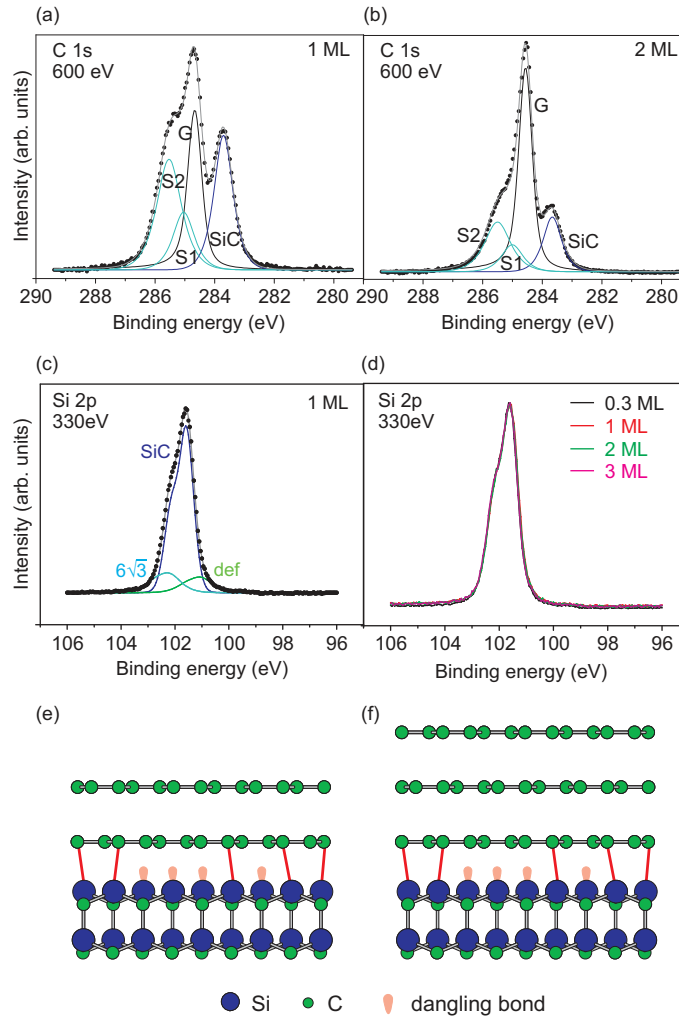 (a)
C 1s
600 eV
1 ML
G
S2
S1
SiC
Intensity (arb. units)
290 288 286 284 282 280
Binding energy (eV)
(b)
C 1s
600 eV
2 ML
G
S2
S1
SiC
290 288 286 284 282 280
Binding energy (eV)
(c)
Si 2p
330eV
1 ML
SiC
6√3
def
Intensity (arb. units)
106 104 102 100 98 96
Binding energy (eV)
(d)
Si 2p
330eV
0.3 ML
1 ML
2 ML
3 ML
106 104 102 100 98 96
Binding energy (eV)
(e)
(f)
Si C dangling bond